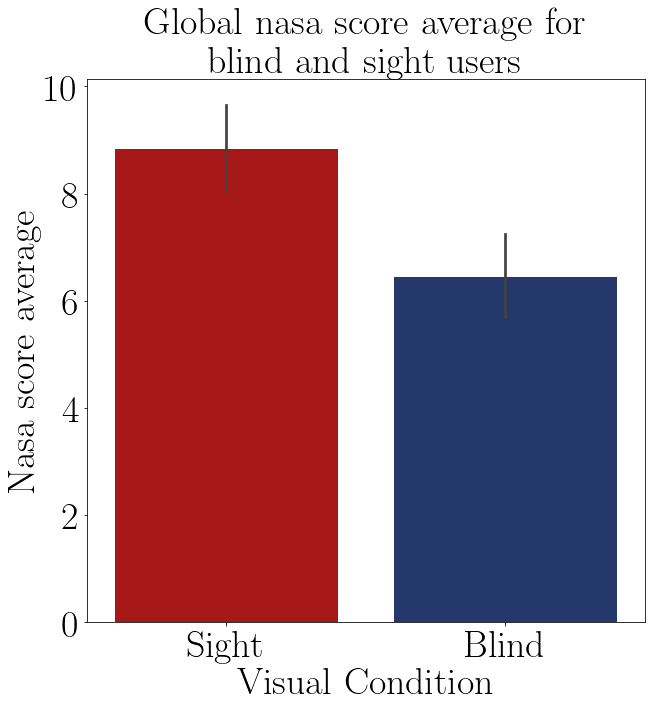 Global nasa score average for
blind and sight users
Nasa score average
10
8
6
4
2
0
Sight
Blind
Visual Condition